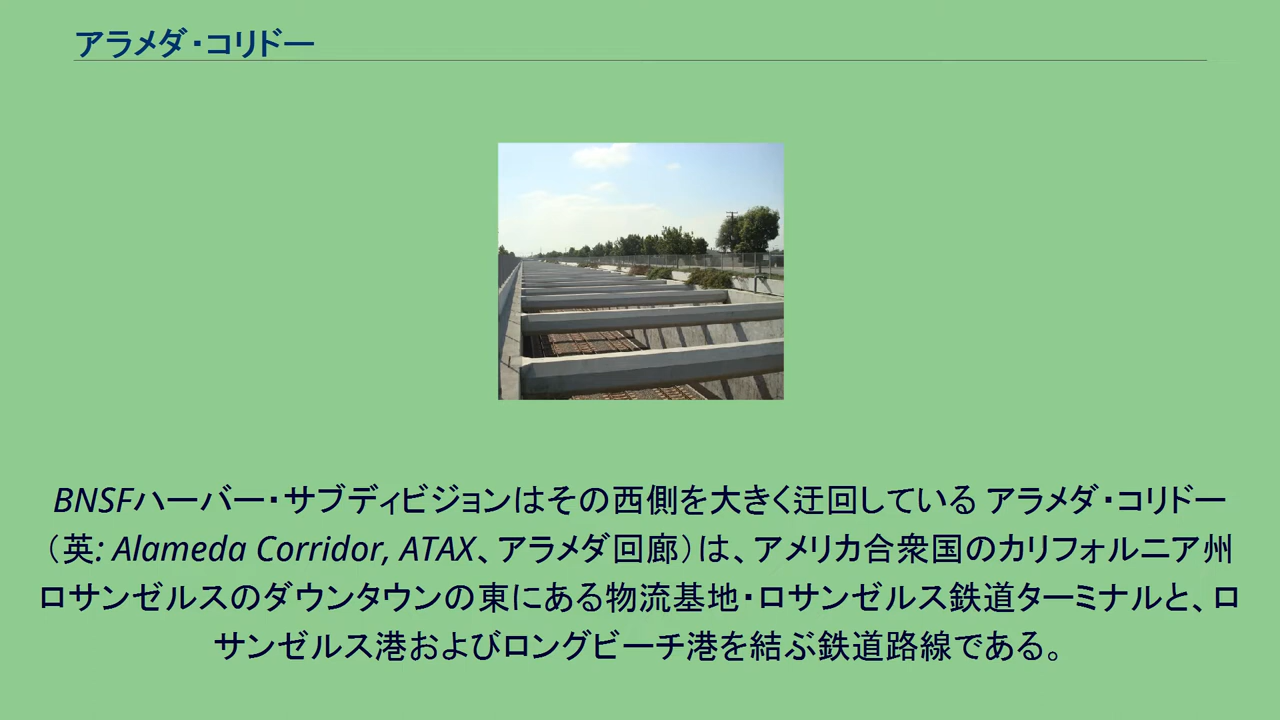 アラメダ・コリドー
BNSFハーバー・サブディビジョンはその西側を大きく迂回している アラメダ・コリドー
（英: Alameda Corridor, ATAX、アラメダ回廊）は、アメリカ合衆国のカリフォルニア州
ロサンゼルスのダウンタウンの東にある物流基地・ロサンゼルス鉄道ターミナルと、ロ
サンゼルス港およびロングビーチ港を結ぶ鉄道路線である。